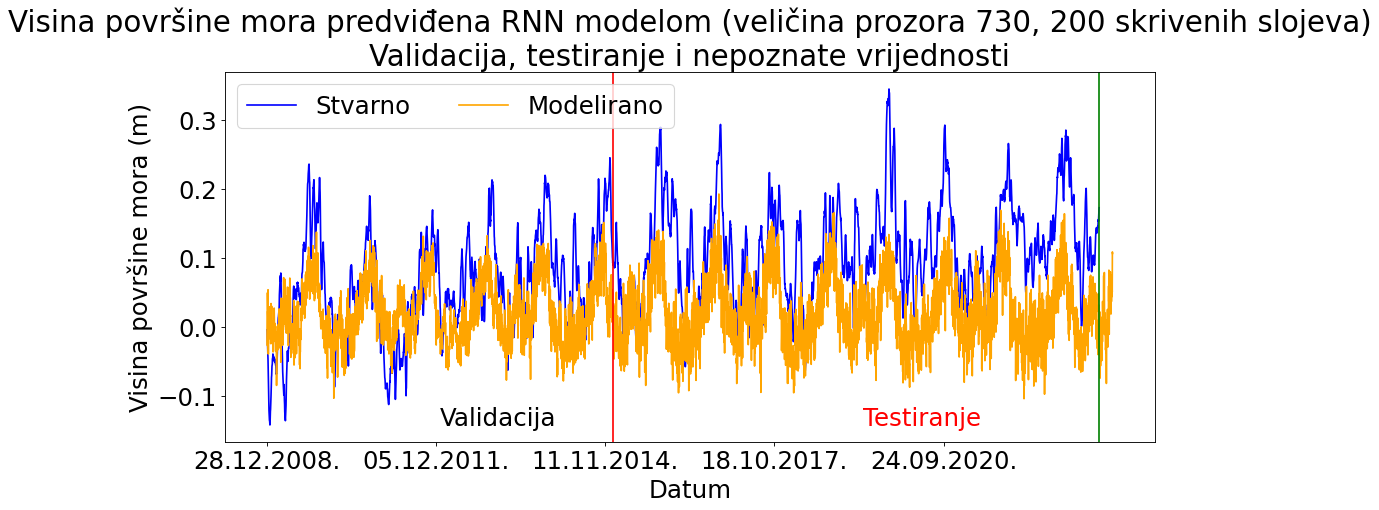 Visina površine mora predviđena RNN modelom (veličina prozora 730, 200 skrivenih slojeva)
Validacija, testiranje i nepoznate vrijednosti
Stvarno Modelirano
Visina površine mora (m)
0.3
0.2
0.1
0.0
−0.1
Validacija Testiranje
28.12.2008. 05.12.2011. 11.11.2014. 18.10.2017. 24.09.2020.
Datum